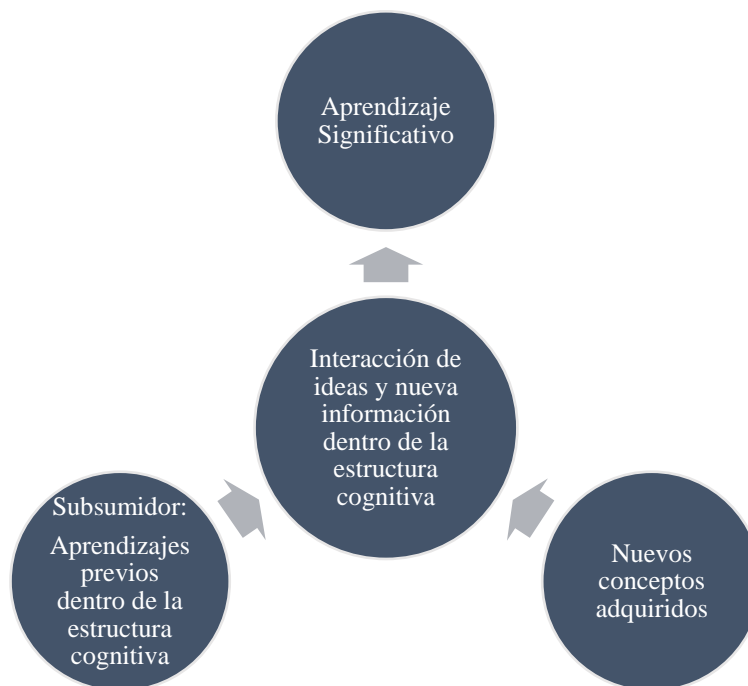 Aprendizaje
Significativo
Interacción de
ideas y nueva
información
dentro de la
estructura
cognitiva
Subsumidor:
Aprendizajes
previos
dentro de la
estructura
cognitiva
Nuevos
conceptos
adquiridos